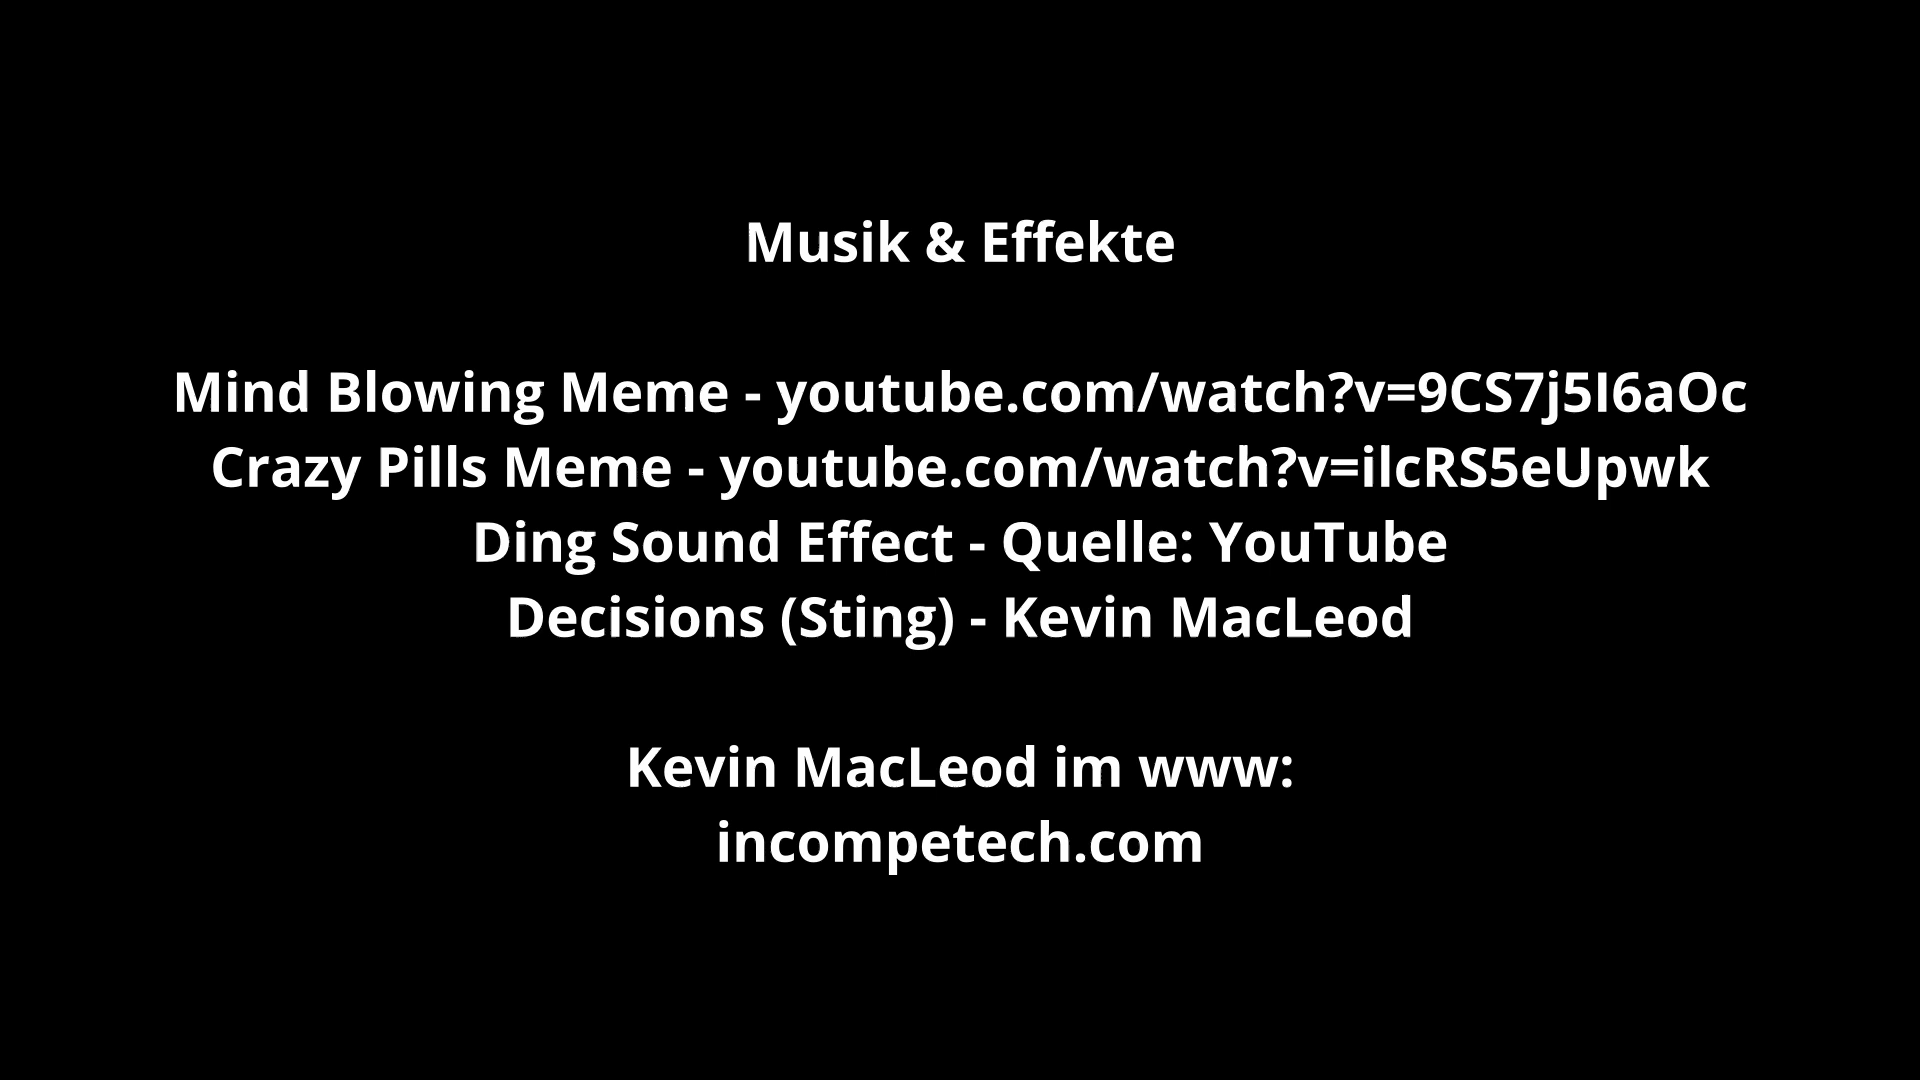 Musik & Effekte
Mind Blowing Meme - youtube.com/watch?v=9CS7j5I6aOc
Crazy Pills Meme - youtube.com/watch?v=ilcRS5eUpwk
Ding Sound Effect - Quelle: YouTube
Decisions (Sting) - Kevin MacLeod
Kevin MacLeod im www:
incompetech.com